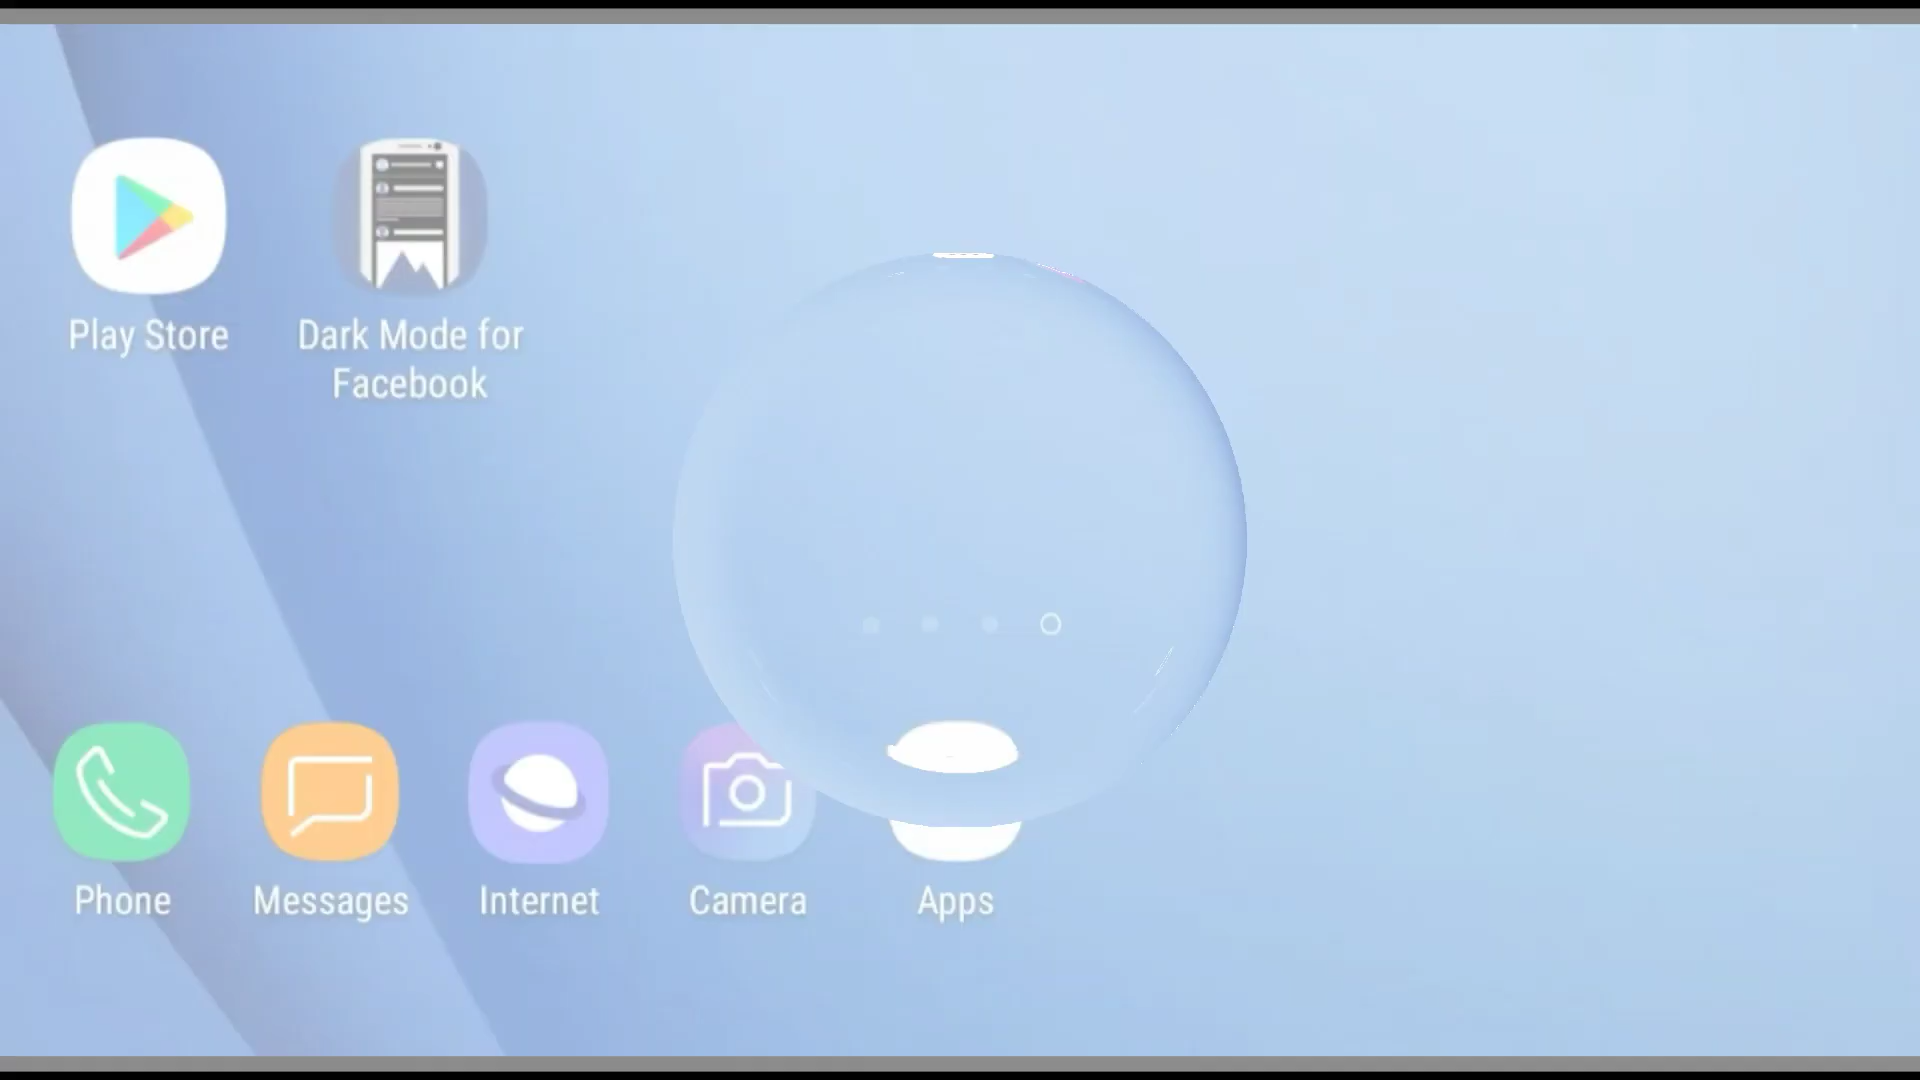 Play Store
Dark Mode for
Facebook
Phone
Messages
Internet
Camera
Apps